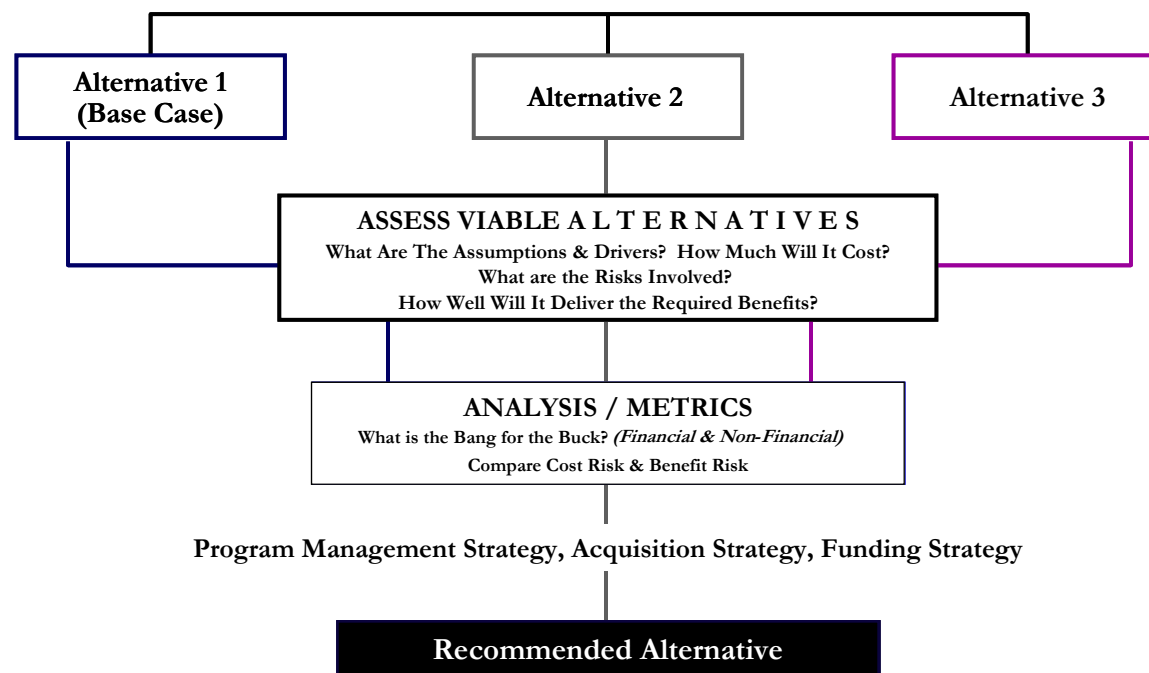 Alternative 1
(Base Case)
Alternative 2
Alternative 3
ASSESS VIABLE A L T E R N A T I V E S
What Are The Assumptions & Drivers? How Much Will It Cost?
What are the Risks Involved?
How Well Will It Deliver the Required Benefits?
ANALYSIS / METRICS
What is the Bang for the Buck? (Financial & Non-Financial)
Compare Cost Risk & Benefit Risk
Program Management Strategy, Acquisition Strategy, Funding Strategy
Recommended Alternative